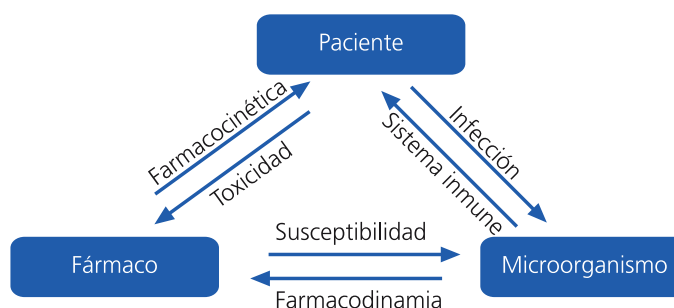 Paciente
Farmacocinética
Toxicidad
Infección
Sistema inmune
Fármaco
Susceptibilidad
Farmacodinamia
Microorganismo